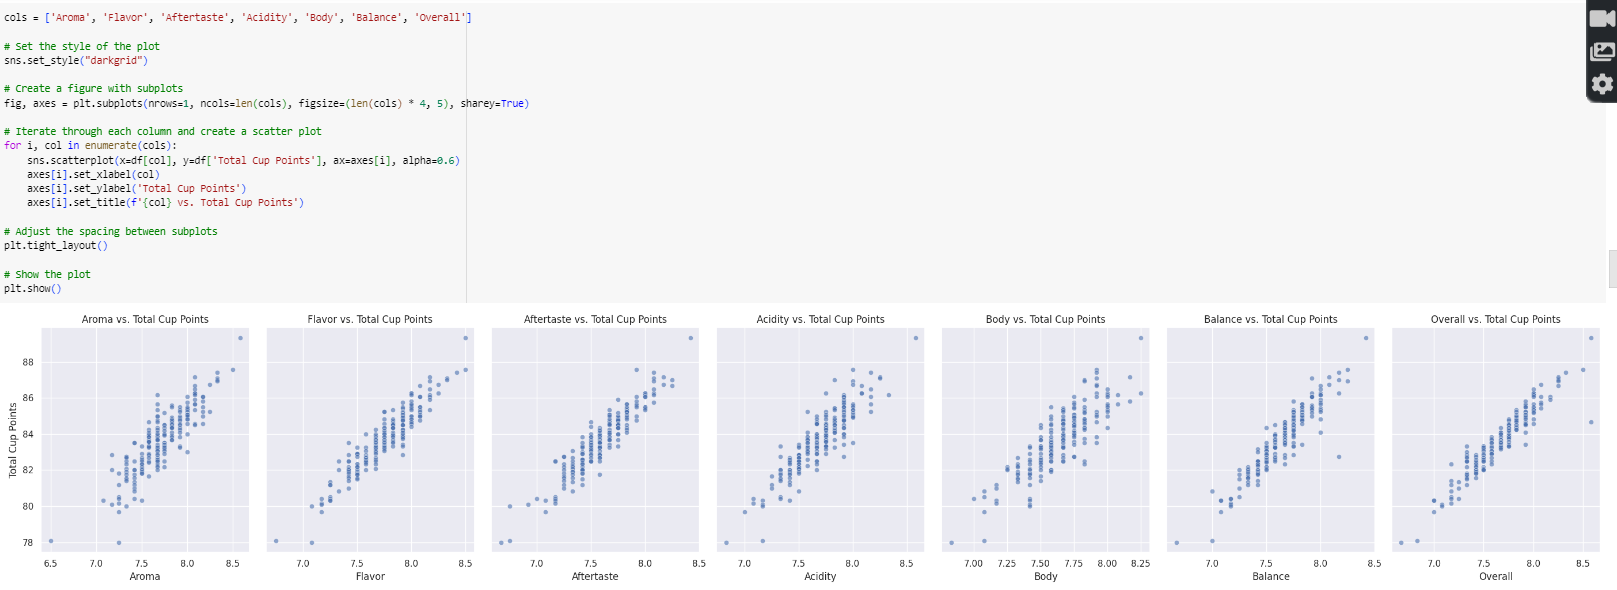 cols = ['Aroma', 'Flavor', 'Aftertaste', 'Acidity', 'Body', 'Balance', 'Overall']
# Set the style of the plot
sns.set_style("darkgrid")
# Create a figure with subplots
fig, axes = plt.subplots(nrows=1, ncols=len(cols), figsize=(len(cols) * 4, 5), sharey=True)
# Iterate through each column and create a scatter plot
for i, col in enumerate(cols):
    sns.scatterplot(x=df[col], y=df['Total Cup Points'], ax=axes[i], alpha=0.6)
    axes[i].set_xlabel(col)
    axes[i].set_ylabel('Total Cup Points')
    axes[i].set_title(f'{col} vs. Total Cup Points')
# Adjust the spacing between subplots
plt.tight_layout()
# Show the plot
plt.show()
Aroma vs. Total Cup Points
Flavor vs. Total Cup Points
Aftertaste vs. Total Cup Points
Acidity vs. Total Cup Points
Body vs. Total Cup Points
Balance vs. Total Cup Points
Overall vs. Total Cup Points
Total Cup Points
88
86
84
82
80
78
6.5 7.0 7.5 8.0 8.5
7.0 7.5 8.0 8.5
7.0 7.5 8.0 8.5
7.0 7.5 8.0 8.5
7.00 7.25 7.50 7.75 8.00 8.25
7.0 7.5 8.0 8.5
7.0 7.5 8.0 8.5
Aroma
Flavor
Aftertaste
Acidity
Body
Balance
Overall